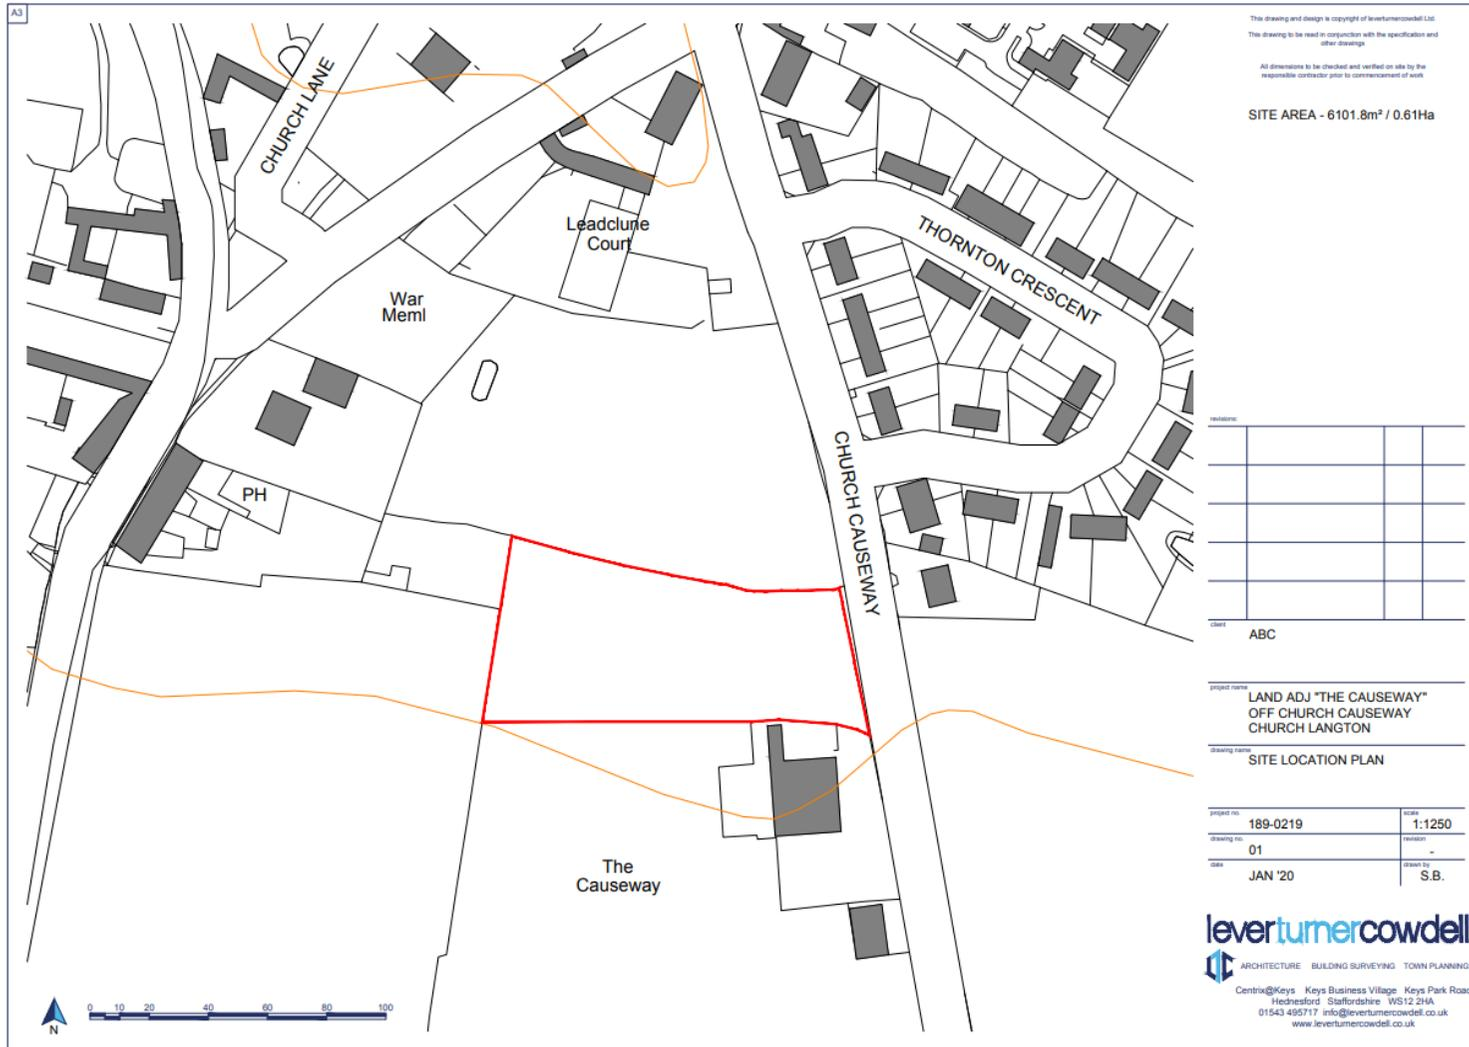 A3
CHURCH LANE
Leadclune
Court
War
Meml
THORNTON CRESCENT
CHURCH CAUSEWAY
PH
The
Causeway
N
0 10 20 40 60 80 100
This drawing and design is copyright of leverturnercowdell Ltd.
This drawing to be read in conjunction with the specification and
other drawings
All dimensions to be checked and verified on site by the
responsible contractor prior to commencement of work
SITE AREA - 6101.8m² / 0.61Ha
revisions:
client
ABC
project name
LAND ADJ "THE CAUSEWAY"
OFF CHURCH CAUSEWAY
CHURCH LANGTON
drawing name
SITE LOCATION PLAN
project no.
189-0219
scale
1:1250
drawing no.
01
revision
-
date
JAN '20
drawn by
S.B.
leverturnercowdell
ARCHITECTURE BUILDING SURVEYING TOWN PLANNING
Centrix@Keys Keys Business Village Keys Park Road
Hednesford Staffordshire WS12 2HA
01543 495717 info@leverturnercowdell.co.uk
www.leverturnercowdell.co.uk